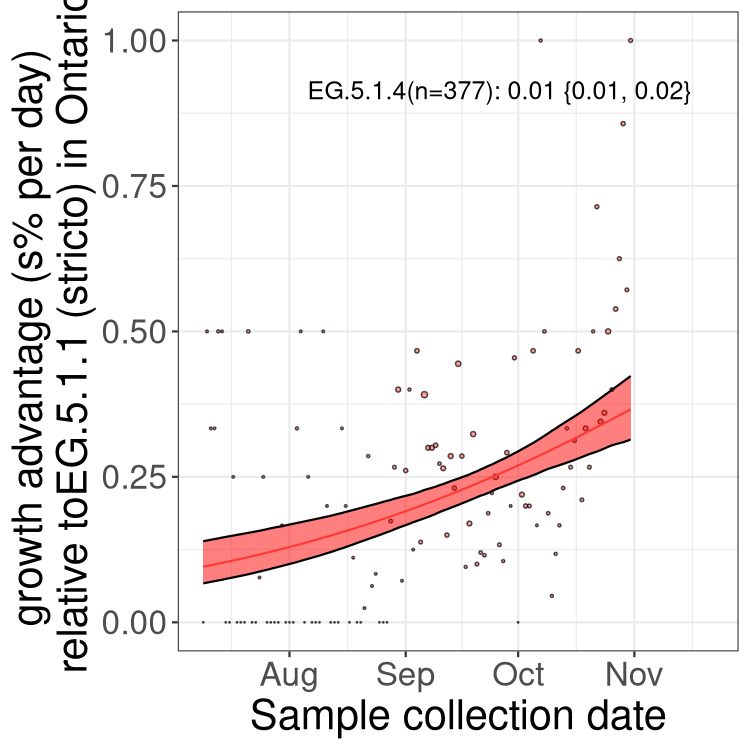 growth advantage (s% per day)
relative toEG.5.1.1 (stricto) in Ontario
1.00
0.75
0.50
0.25
0.00
EG.5.1.4(n=377): 0.01 {0.01, 0.02}
Aug
Sep
Oct
Nov
Sample collection date